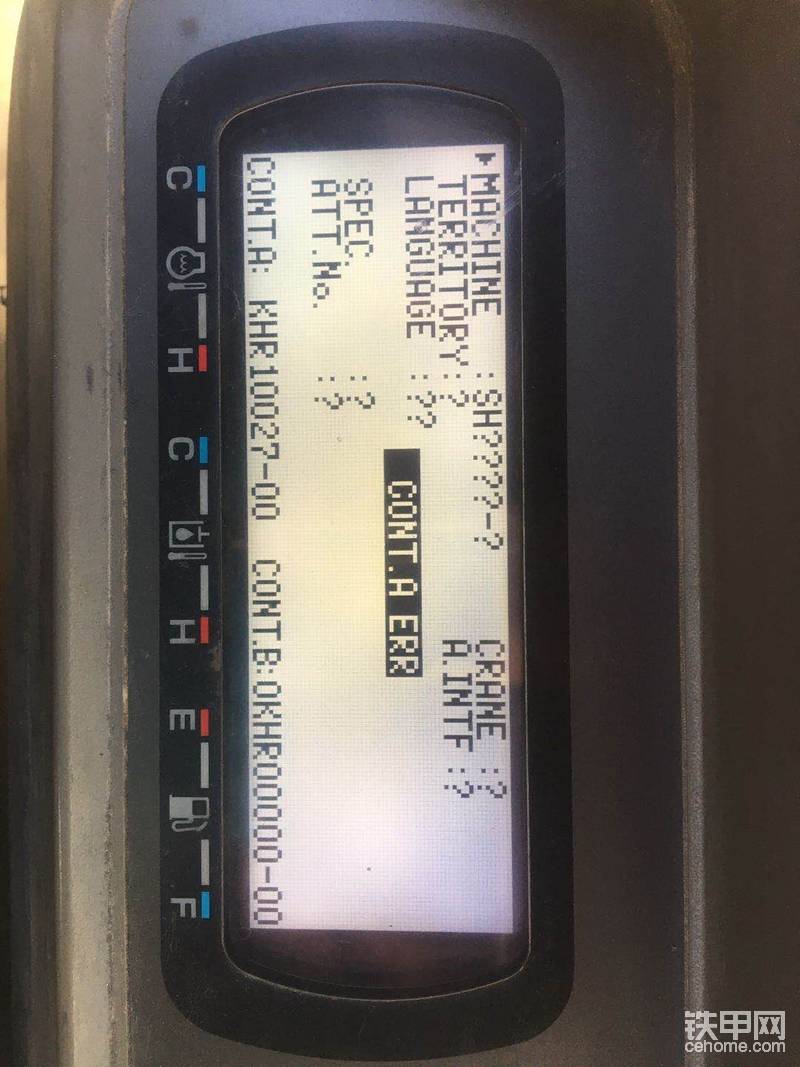 ▶MACHINE :SH????-? CRANE :?
TERRITORY:? A.INTF :?
LANGUAGE :??
CONT.A ERR
SPEC. :?
ATT.No. :?
CONT.A: KHR10027-00 CONT.B:0KHR00000-00
C H C H E F
铁甲网
cehome.com